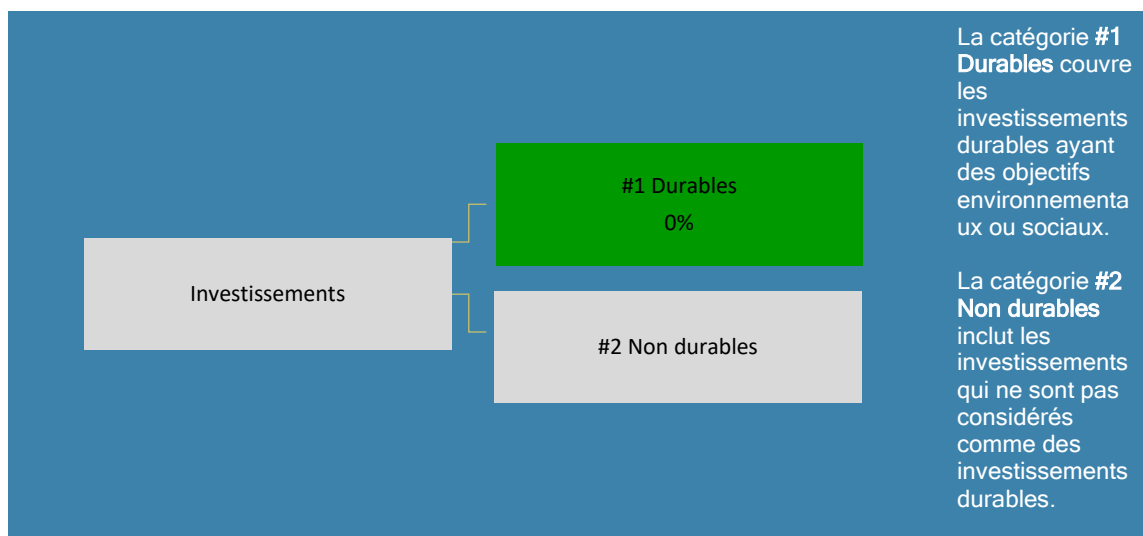 Investissements
#1 Durables
0%
#2 Non durables
La catégorie #1
Durables couvre
les
investissements
durables ayant
des objectifs
environnementa
ux ou sociaux.
La catégorie #2
Non durables
inclut les
investissements
qui ne sont pas
considérés
comme des
investissements
durables.